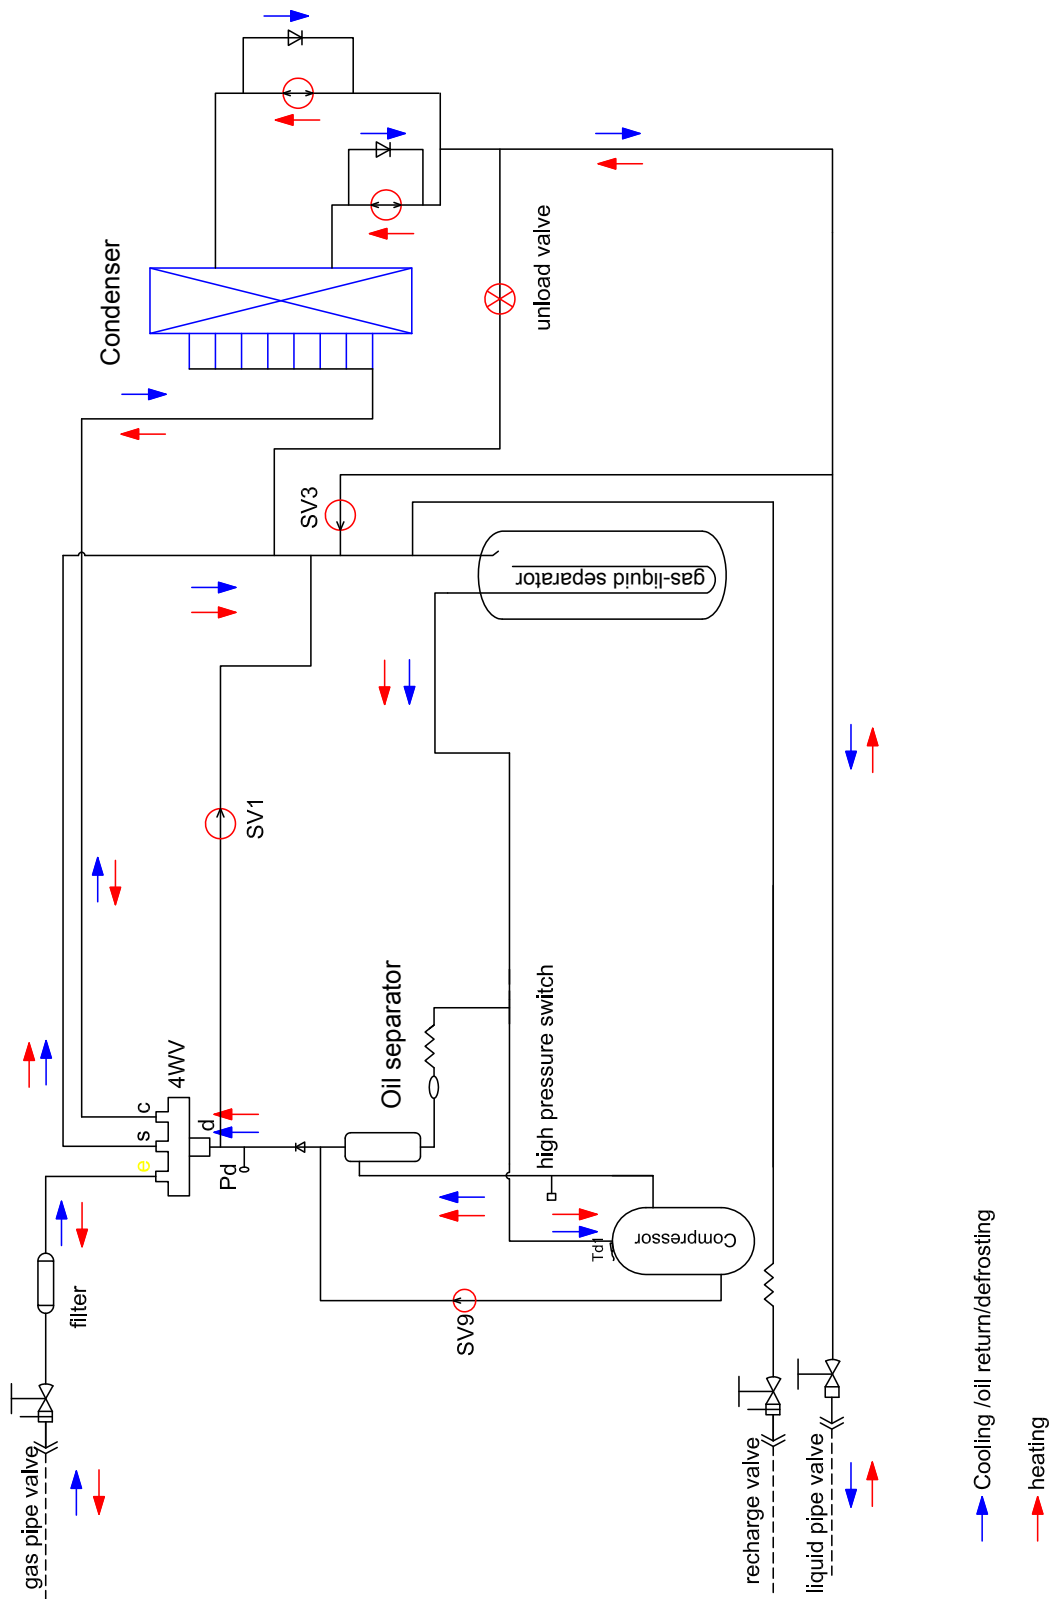 Condenser
unload valve
SV3
gas-liquid separator
SV1
4WV
c
s
e
d
Pd
Oil separator
high pressure switch
Compressor
Td1
SV9
filter
gas pipe valve
recharge valve
liquid pipe valve
Cooling /oil return/defrosting
heating